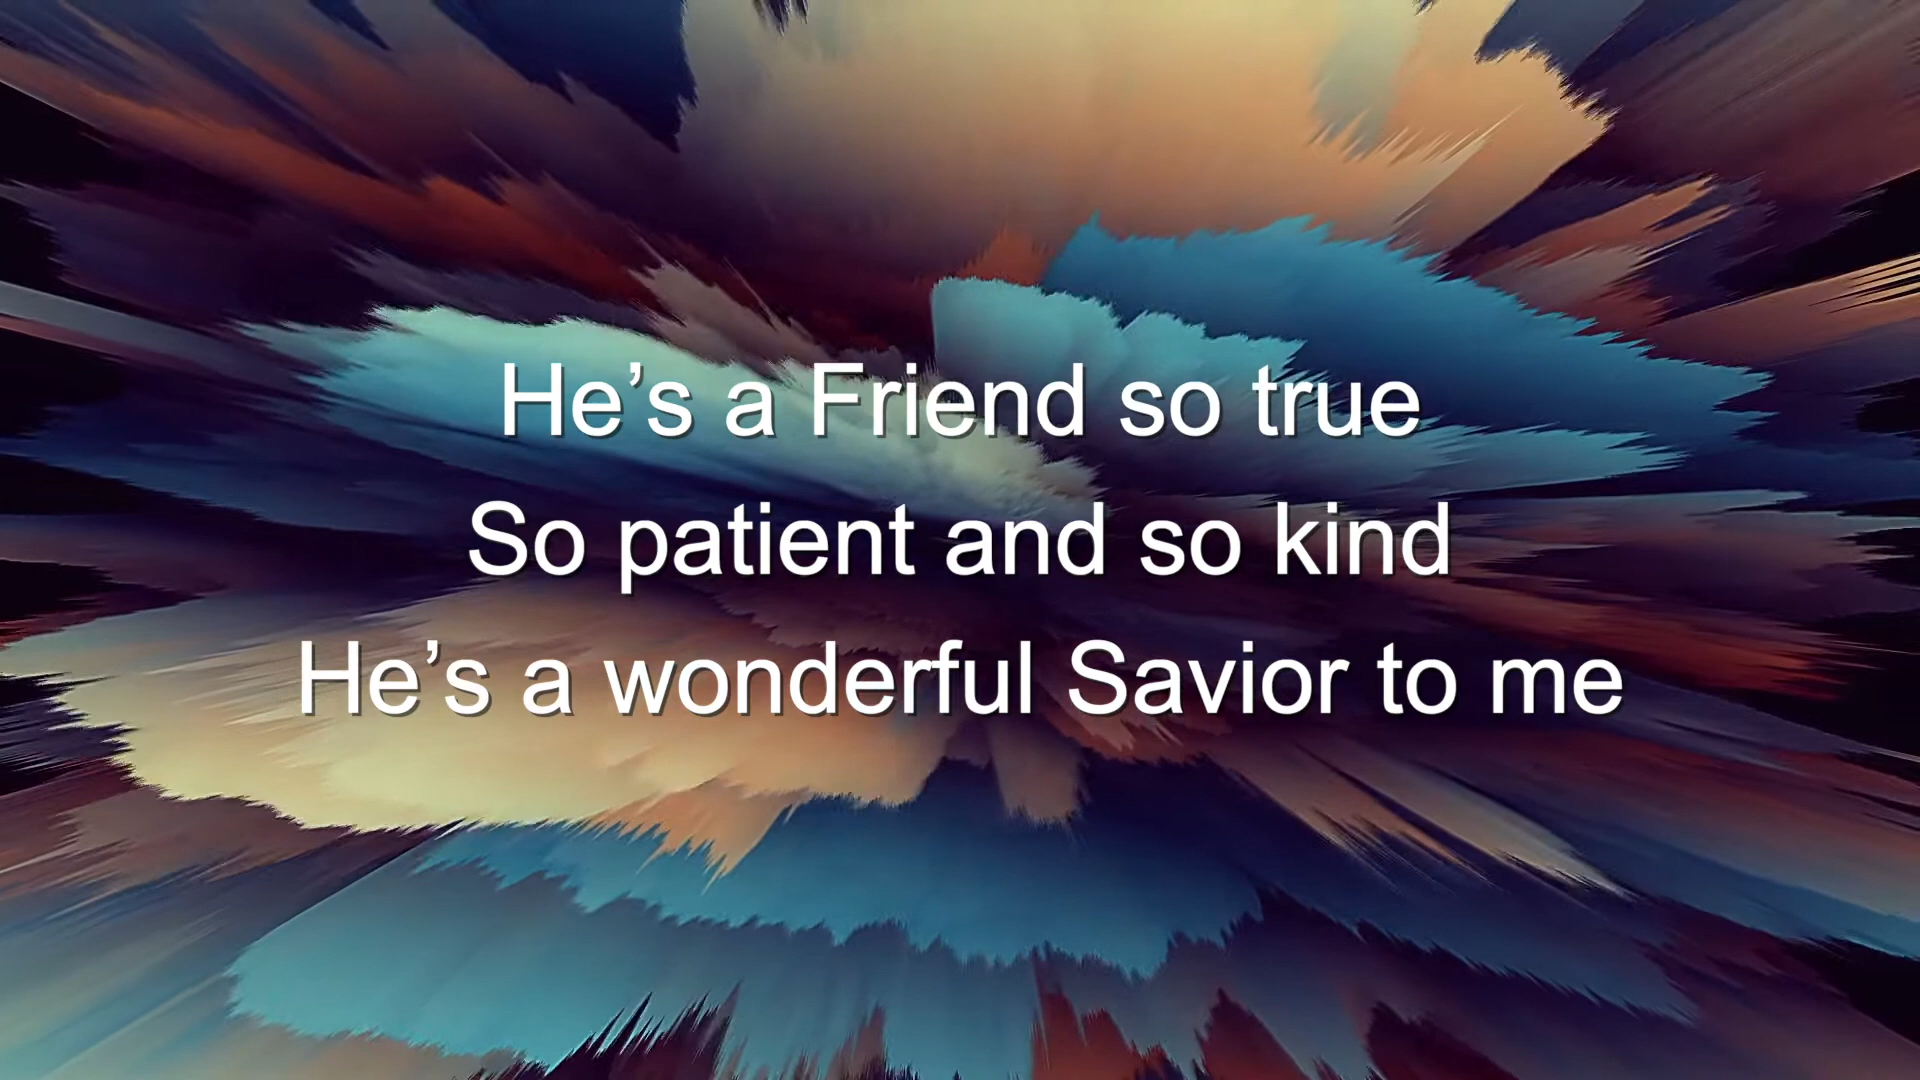 He’s a Friend so true
So patient and so kind
He’s a wonderful Savior to me